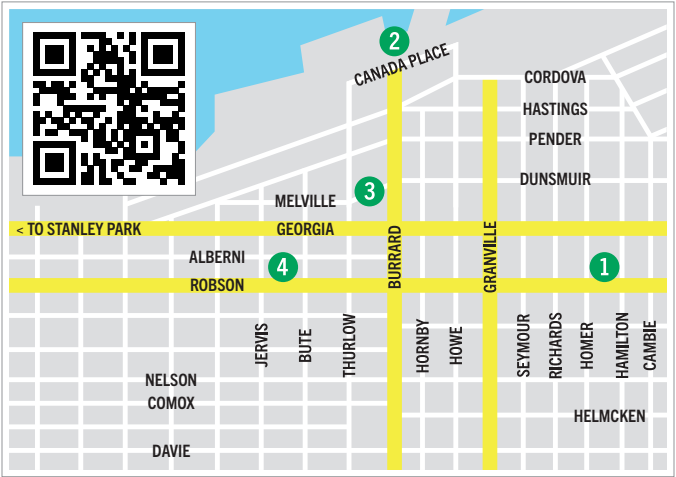 2
CANADA PLACE
CORDOVA
HASTINGS
PENDER
DUNSMUIR
3
MELVILLE
< TO STANLEY PARK
GEORGIA
BURRARD
GRANVILLE
ALBERNI
4
1
ROBSON
JERVIS
BUTE
THURLOW
HORNBY
HOWE
SEYMOUR
RICHARDS
HOMER
HAMILTON
CAMBIE
NELSON
COMOX
HELMCKEN
DAVIE